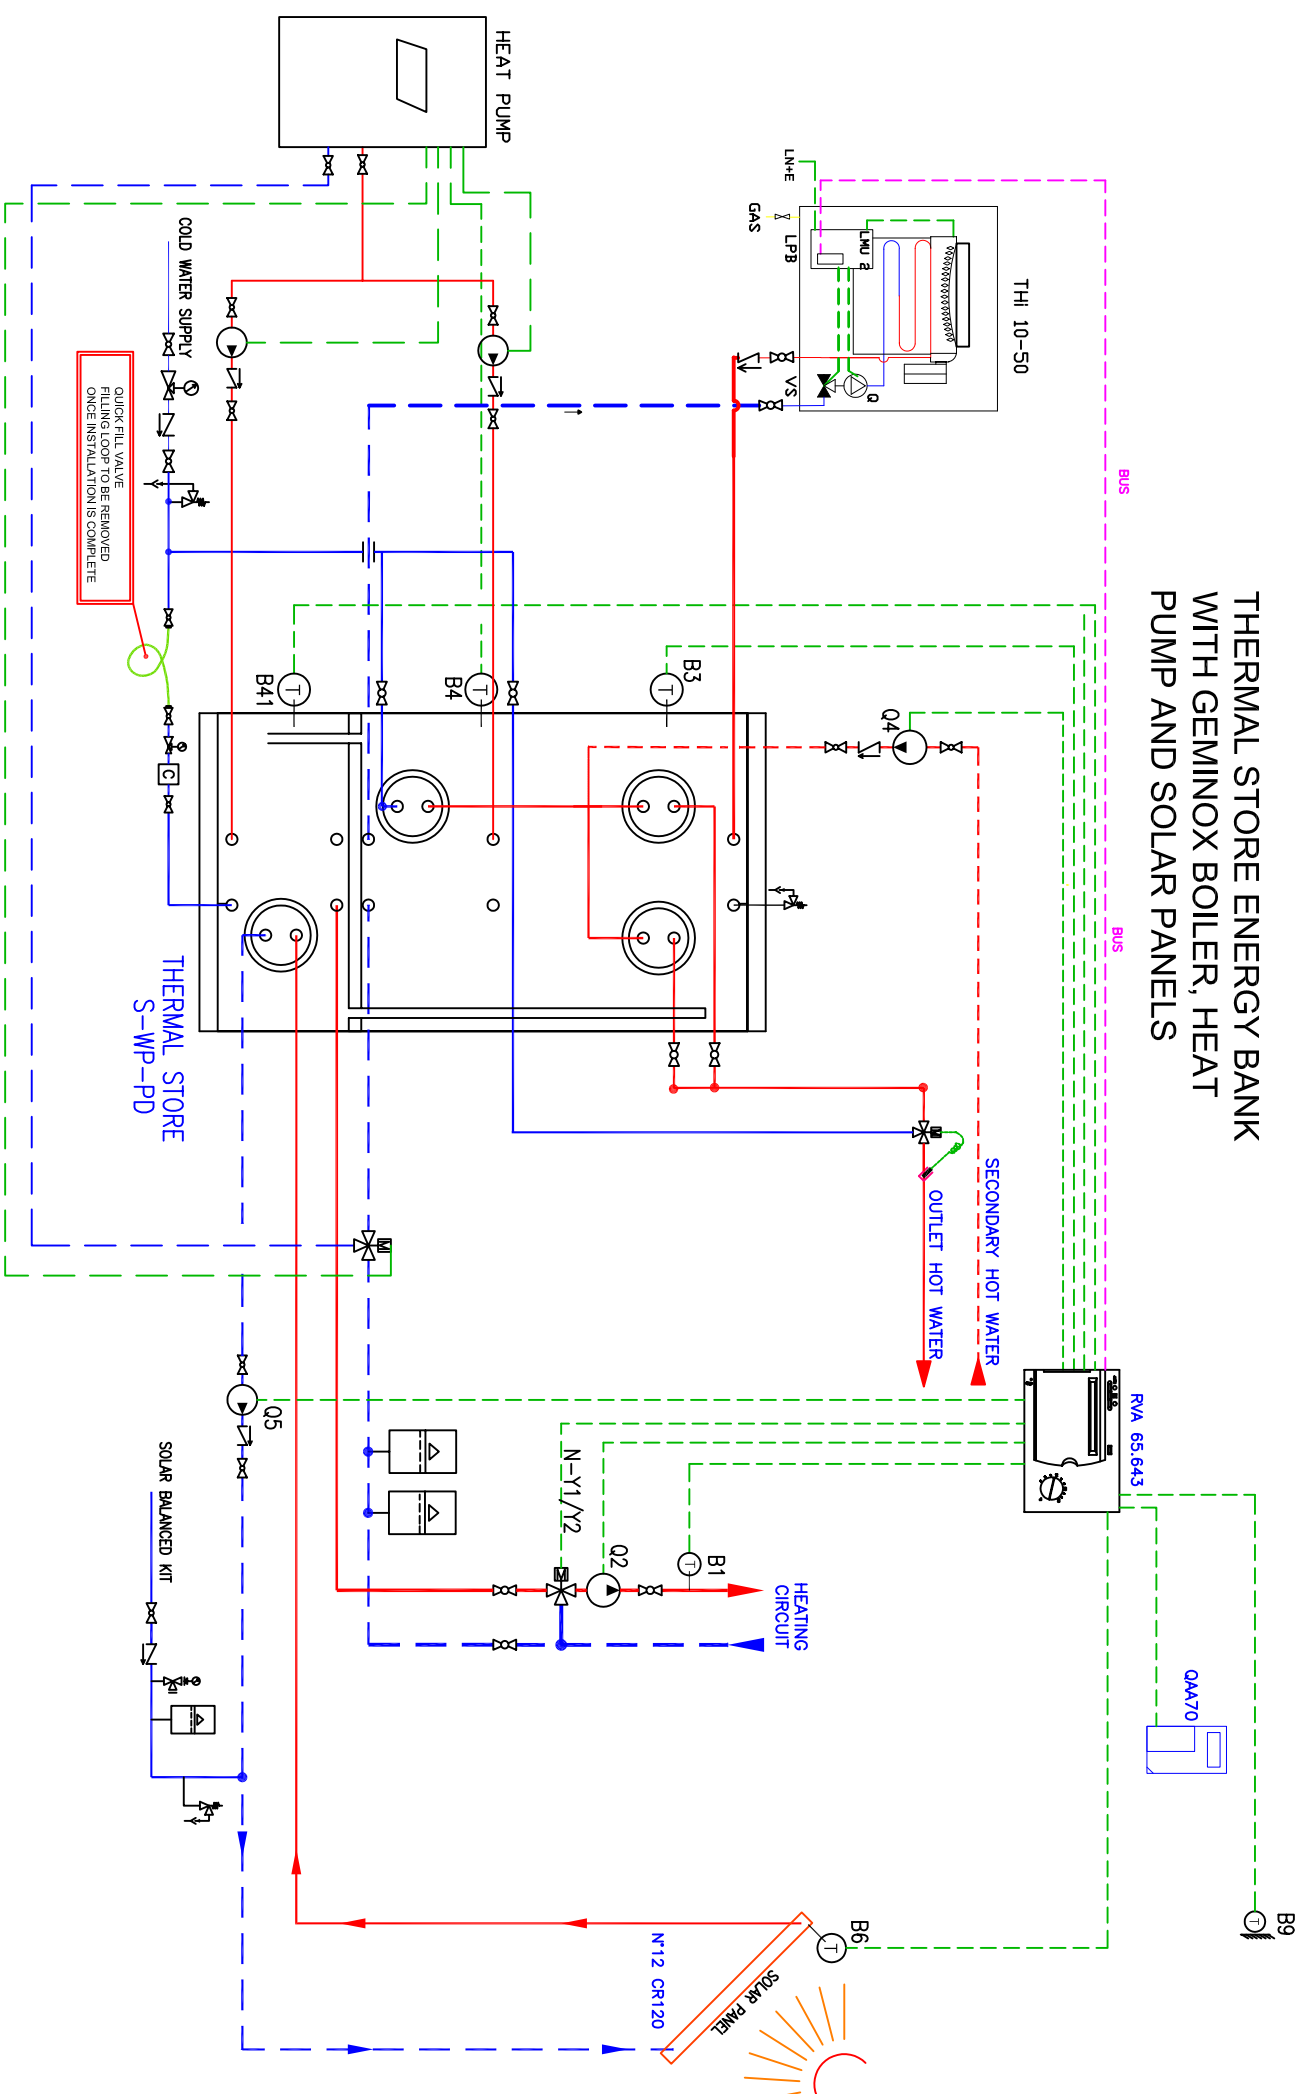 THERMAL STORE ENERGY BANK
WITH GEMINOX BOILER, HEAT
PUMP AND SOLAR PANELS
HEAT PUMP
THi 10-50
LN+E
GAS
LPB
LMU 2
VS
Q
BUS
BUS
COLD WATER SUPPLY
QUICK FILL VALVE
FILLING LOOP TO BE REMOVED
ONCE INSTALLATION IS COMPLETE
B41
T
B4
T
B3
T
Q4
C
THERMAL STORE
S-WP-PD
M
SECONDARY HOT WATER
OUTLET HOT WATER
M
RVA 65.643
Q5
SOLAR BALANCED KIT
N-Y1/Y2
M
Q2
B1
T
HEATING
CIRCUIT
QAA70
B9
T
B6
T
SOLAR PANEL
N°12 CR120